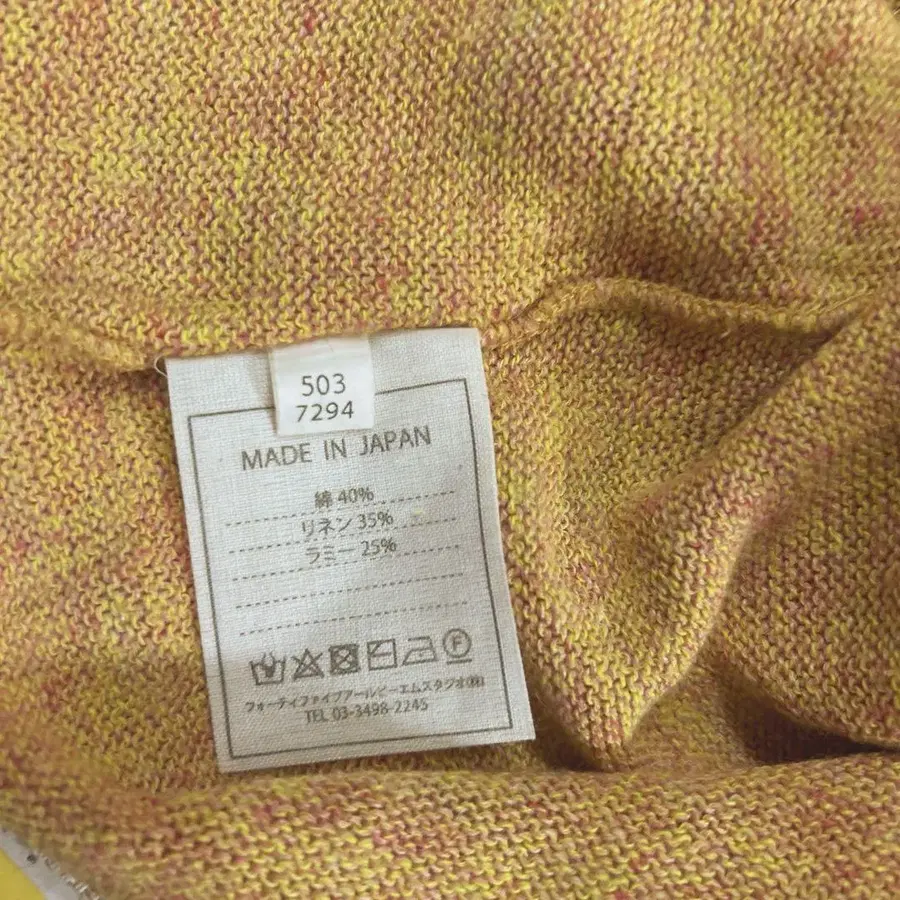 503
7294
MADE IN JAPAN
綿 40%
リネン 35%
ラミー 25%
F
フォーティファイブアールピーエムスタジオ㈱
TEL 03-3498-2245